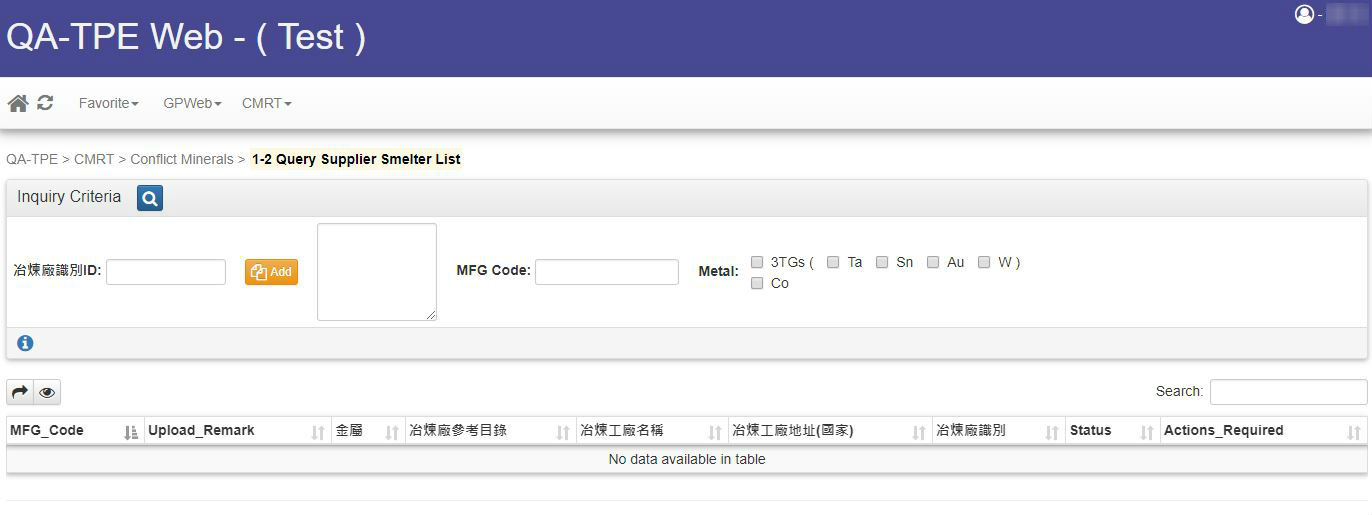 QA-TPE Web - ( Test )
-
Favorite GPWeb CMRT
QA-TPE > CMRT > Conflict Minerals > 1-2 Query Supplier Smelter List
Inquiry Criteria
冶煉廠識別ID: Add MFG Code: Metal: 3TGs ( Ta Sn Au W )
Co
Search:
MFG_Code Upload_Remark 金屬 冶煉廠參考目錄 冶煉工廠名稱 冶煉工廠地址(國家) 冶煉廠識別 Status Actions_Required
No data available in table